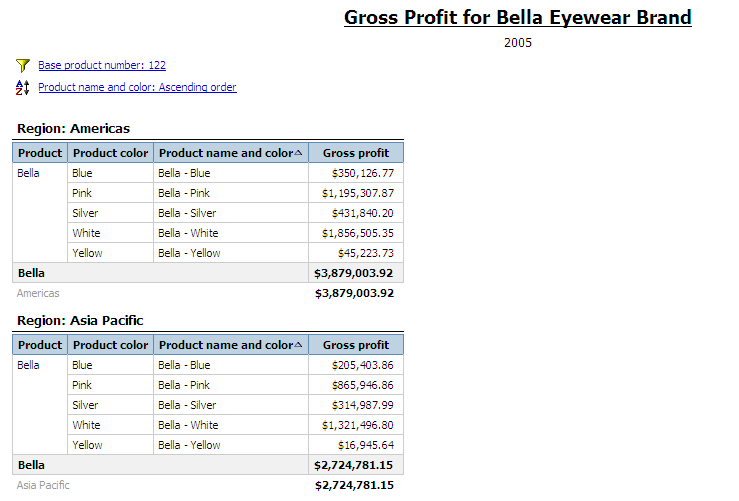 Gross Profit for Bella Eyewear Brand
2005
Base product number: 122
Product name and color: Ascending order
Region: Americas
Product Product color Product name and color Gross profit
Bella Blue Bella - Blue $350,126.77
Pink Bella - Pink $1,195,307.87
Silver Bella - Silver $431,840.20
White Bella - White $1,856,505.35
Yellow Bella - Yellow $45,223.73
Bella $3,879,003.92
Americas $3,879,003.92
Region: Asia Pacific
Product Product color Product name and color Gross profit
Bella Blue Bella - Blue $205,403.86
Pink Bella - Pink $865,946.86
Silver Bella - Silver $314,987.99
White Bella - White $1,321,496.80
Yellow Bella - Yellow $16,945.64
Bella $2,724,781.15
Asia Pacific $2,724,781.15